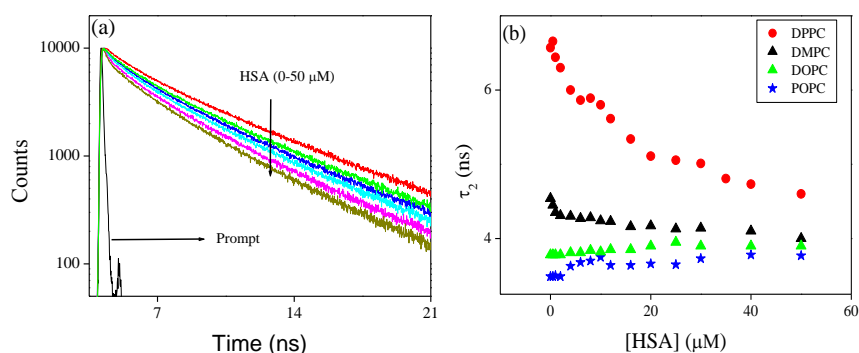 (a)
HSA (0-50 μM)
Prompt
Counts
10000
1000
100
7
14
21
Time (ns)
(b)
DPPC
DMPC
DOPC
POPC
τ2 (ns)
6
4
0
20
40
60
[HSA] (μM)